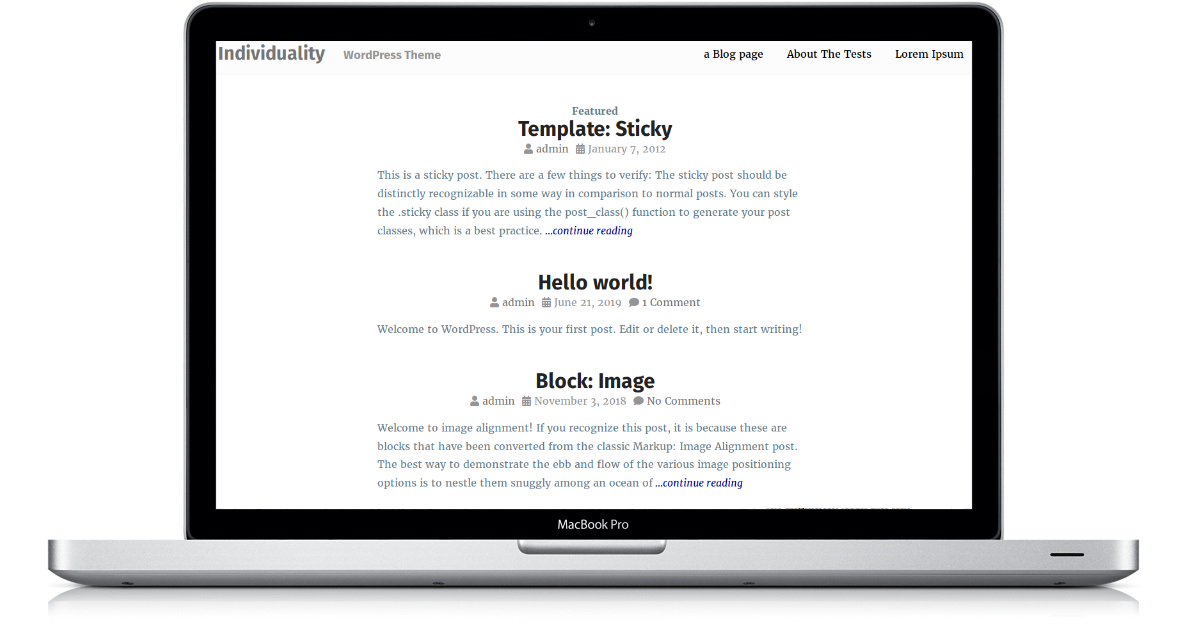 Individuality WordPress Theme a Blog page About The Tests Lorem Ipsum
Featured
Template: Sticky
admin January 7, 2012
This is a sticky post. There are a few things to verify: The sticky post should be
distinctly recognizable in some way in comparison to normal posts. You can style
the .sticky class if you are using the post_class() function to generate your post
classes, which is a best practice. ...continue reading
Hello world!
admin June 21, 2019 1 Comment
Welcome to WordPress. This is your first post. Edit or delete it, then start writing!
Block: Image
admin November 3, 2018 No Comments
Welcome to image alignment! If you recognize this post, it is because these are
blocks that have been converted from the classic Markup: Image Alignment post.
The best way to demonstrate the ebb and flow of the various image positioning
options is to nestle them snuggly among an ocean of ...continue reading
MacBook Pro